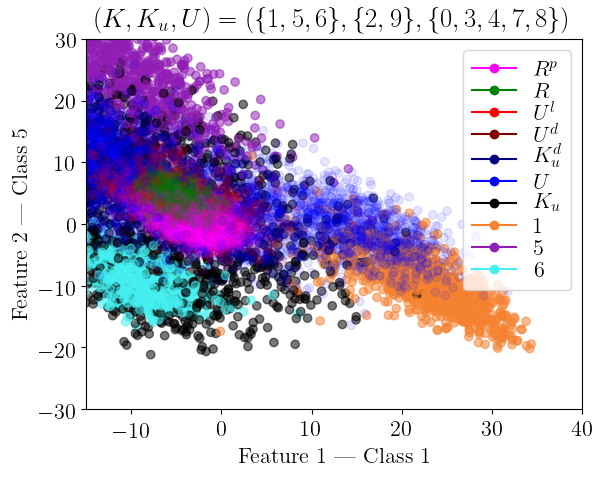 (K, K_u, U) = ({1, 5, 6}, {2, 9}, {0, 3, 4, 7, 8})
30
20
10
0
−10
−20
−30
Feature 2 — Class 5
R^p
R
U^l
U^d
K_u^d
U
K_u
1
5
6
−10
0
10
20
30
40
Feature 1 — Class 1